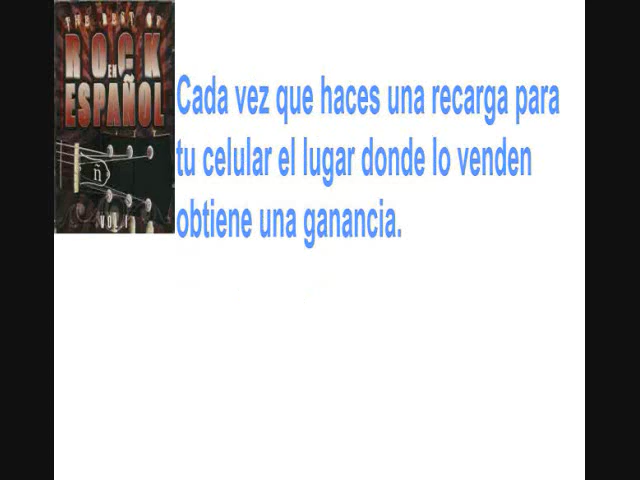 THE BEST OF
ROCK
EN
ESPAÑOL
ñ
VOL. I
Cada vez que haces una recarga para
tu celular el lugar donde lo venden
obtiene una ganancia.